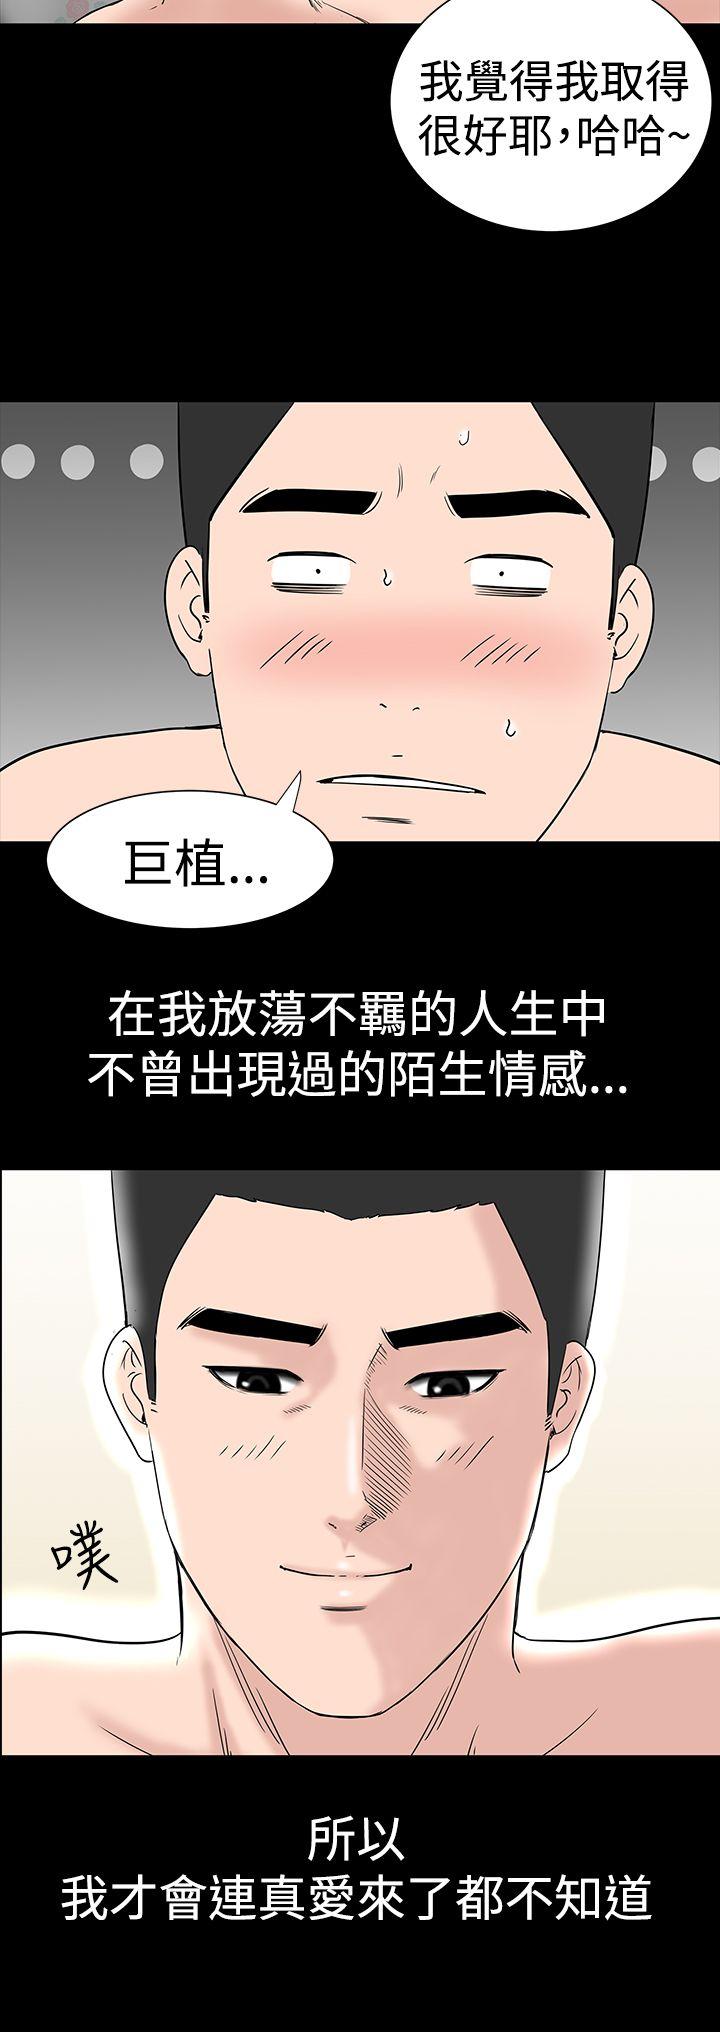 我覺得我取得
很好耶，哈哈~
巨植…
在我放蕩不羈的人生中
不曾出現過的陌生情感…
噗
所以
我才會連真愛來了都不知道